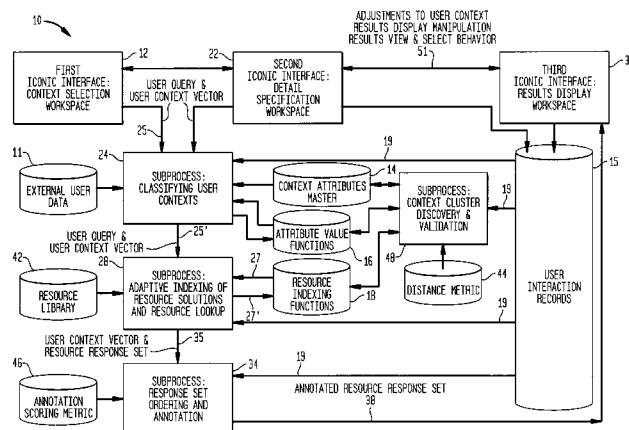 10
12
FIRST
ICONIC INTERFACE:
CONTEXT SELECTION
WORKSPACE
22
SECOND
ICONIC INTERFACE:
DETAIL
SPECIFICATION
WORKSPACE
ADJUSTMENTS TO USER CONTEXT
RESULTS DISPLAY MANIPULATION
RESULTS VIEW & SELECT BEHAVIOR
51
3
THIRD
ICONIC INTERFACE:
RESULTS DISPLAY
WORKSPACE
USER QUERY &
USER CONTEXT VECTOR
25
11
EXTERNAL USER
DATA
24
SUBPROCESS:
CLASSIFYING USER
CONTEXTS
19
14
CONTEXT ATTRIBUTES
MASTER
ATTRIBUTE VALUE
FUNCTIONS
16
SUBPROCESS:
CONTEXT CLUSTER
DISCOVERY &
VALIDATION
48
19
15
USER
INTERACTION
RECORDS
USER QUERY &
USER CONTEXT VECTOR
25'
42
RESOURCE
LIBRARY
28
SUBPROCESS:
ADAPTIVE INDEXING OF
RESOURCE SOLUTIONS
AND RESOURCE LOOKUP
27
27'
RESOURCE
INDEXING
FUNCTIONS
18
44
DISTANCE METRIC
19
USER CONTEXT VECTOR &
RESOURCE RESPONSE SET
35
46
ANNOTATION
SCORING METRIC
34
SUBPROCESS:
RESPONSE SET
ORDERING AND
ANNOTATION
19
ANNOTATED RESOURCE RESPONSE SET
38